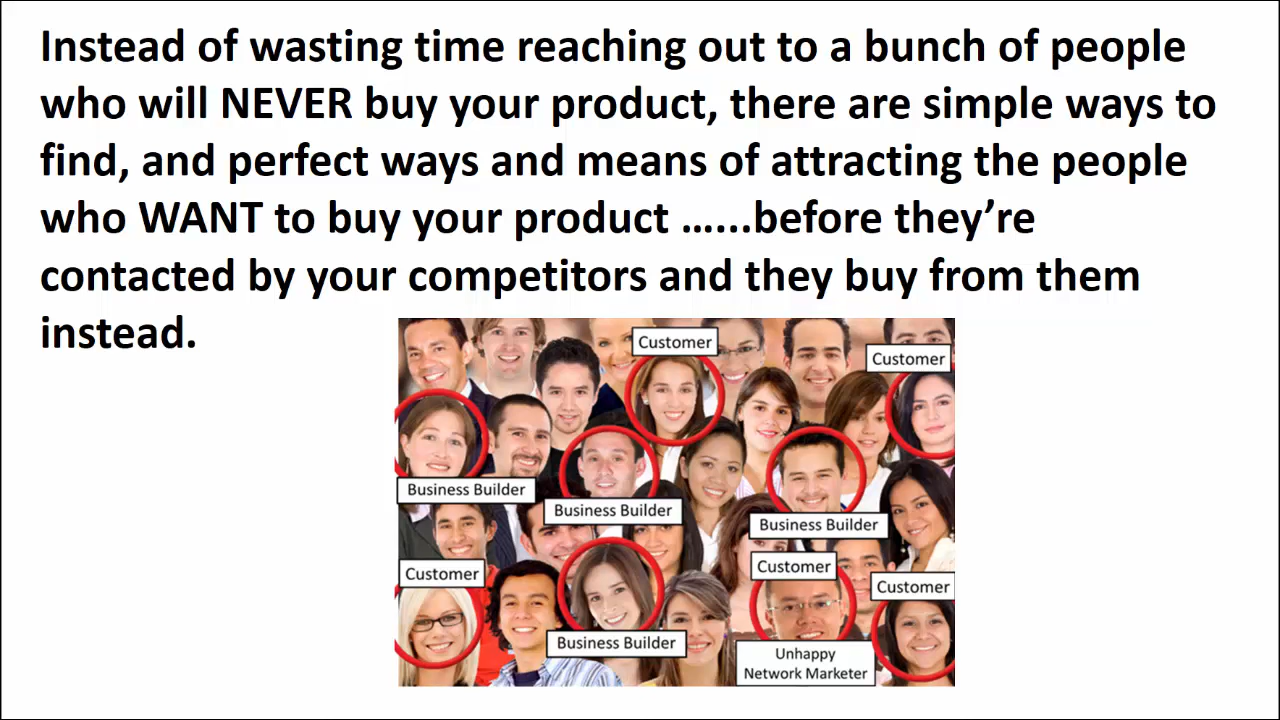 Instead of wasting time reaching out to a bunch of people
who will NEVER buy your product, there are simple ways to
find, and perfect ways and means of attracting the people
who WANT to buy your product …...before they’re
contacted by your competitors and they buy from them
instead.
Customer
Customer
Business Builder
Business Builder
Business Builder
Customer
Customer
Customer
Business Builder
Unhappy
Network Marketer